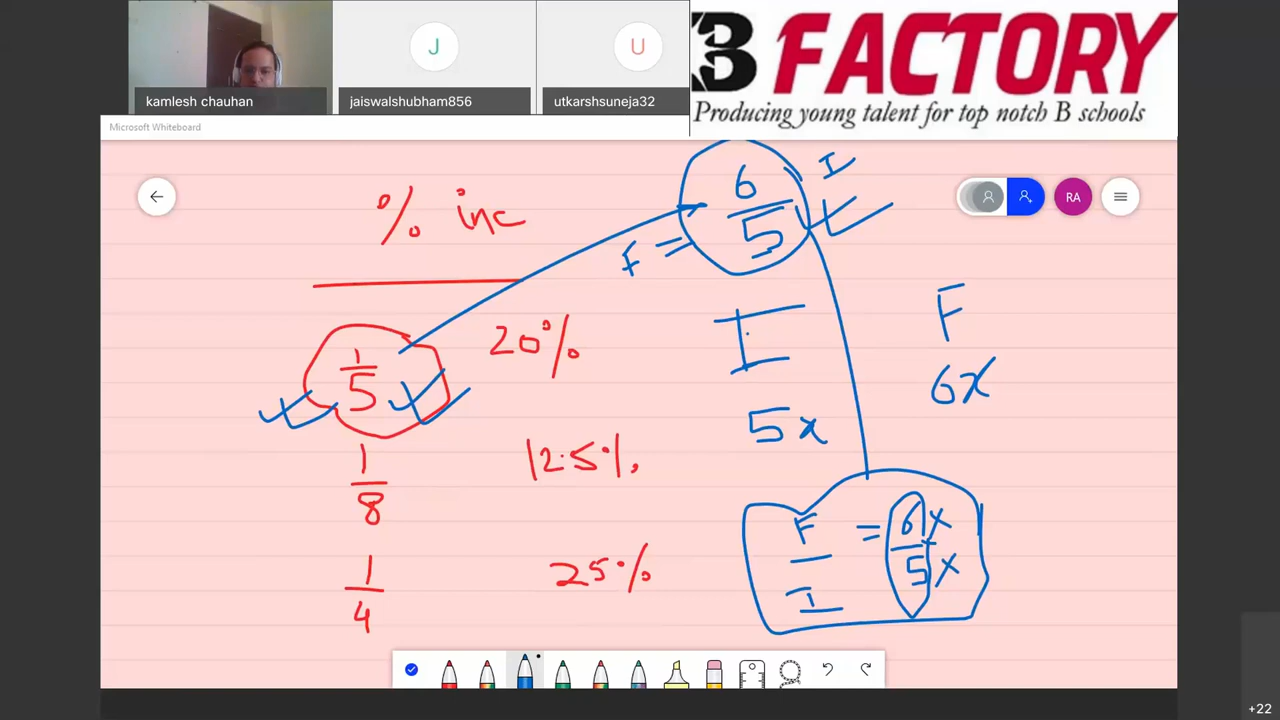 kamlesh chauhan
J
jaiswalshubham856
U
utkarshsuneja32
B FACTORY
Producing young talent for top notch B schools
Microsoft Whiteboard
RA
% inc
F = 6/5 I
1/5 20%
1/8 12.5%
1/4 25%
I F
5x 6x
F/I = 6x/5x
+22